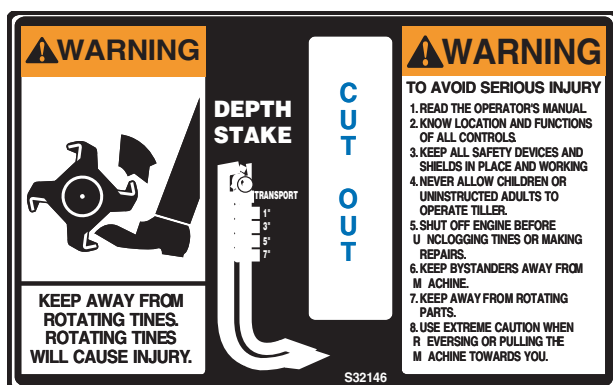 WARNING
KEEP AWAY FROM
ROTATING TINES.
ROTATING TINES
WILL CAUSE INJURY.
DEPTH
STAKE
TRANSPORT
1"
3"
5"
7"
CUT OUT
S32146
WARNING
TO AVOID SERIOUS INJURY
1. READ THE OPERATOR'S MANUAL
2. KNOW LOCATION AND FUNCTIONS
OF ALL CONTROLS.
3. KEEP ALL SAFETY DEVICES AND
SHIELDS IN PLACE AND WORKING
4. NEVER ALLOW CHILDREN OR
UNINSTRUCTED ADULTS TO
OPERATE TILLER.
5. SHUT OFF ENGINE BEFORE
U NCLOGGING TINES OR MAKING
REPAIRS.
6. KEEP BYSTANDERS AWAY FROM
M ACHINE.
7. KEEP AWAY FROM ROTATING
PARTS.
8. USE EXTREME CAUTION WHEN
R EVERSING OR PULLING THE
M ACHINE TOWARDS YOU.